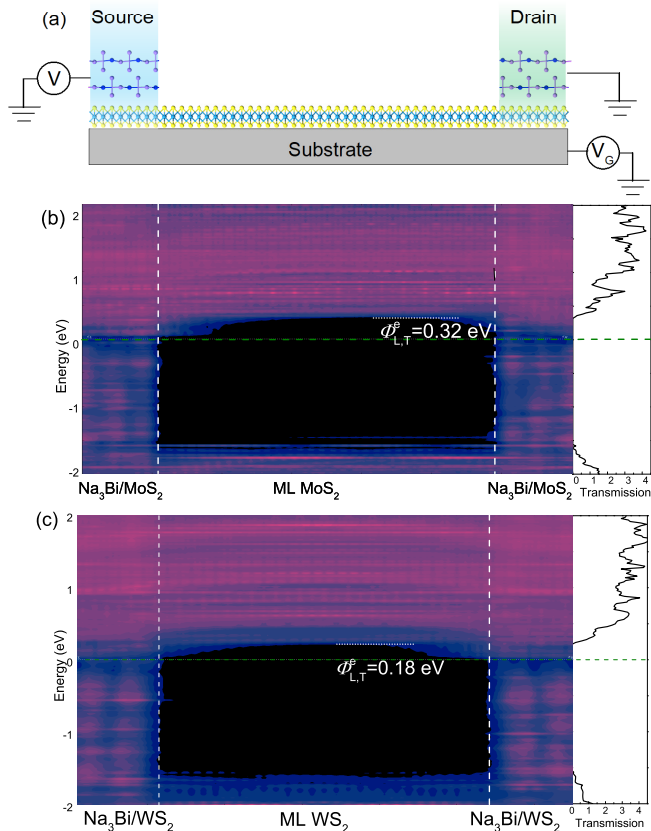 (a) Source Drain
V
Substrate
V_G
(b)
2
1
0
-1
-2
Energy (eV)
Φ^e_L,T=0.32 eV
0 1 2 3 4
Na₃Bi/MoS₂ ML MoS₂ Na₃Bi/MoS₂ Transmission
(c)
2
1
0
-1
-2
Energy (eV)
Φ^e_L,T=0.18 eV
0 1 2 3 4
Na₃Bi/WS₂ ML WS₂ Na₃Bi/WS₂ Transmission